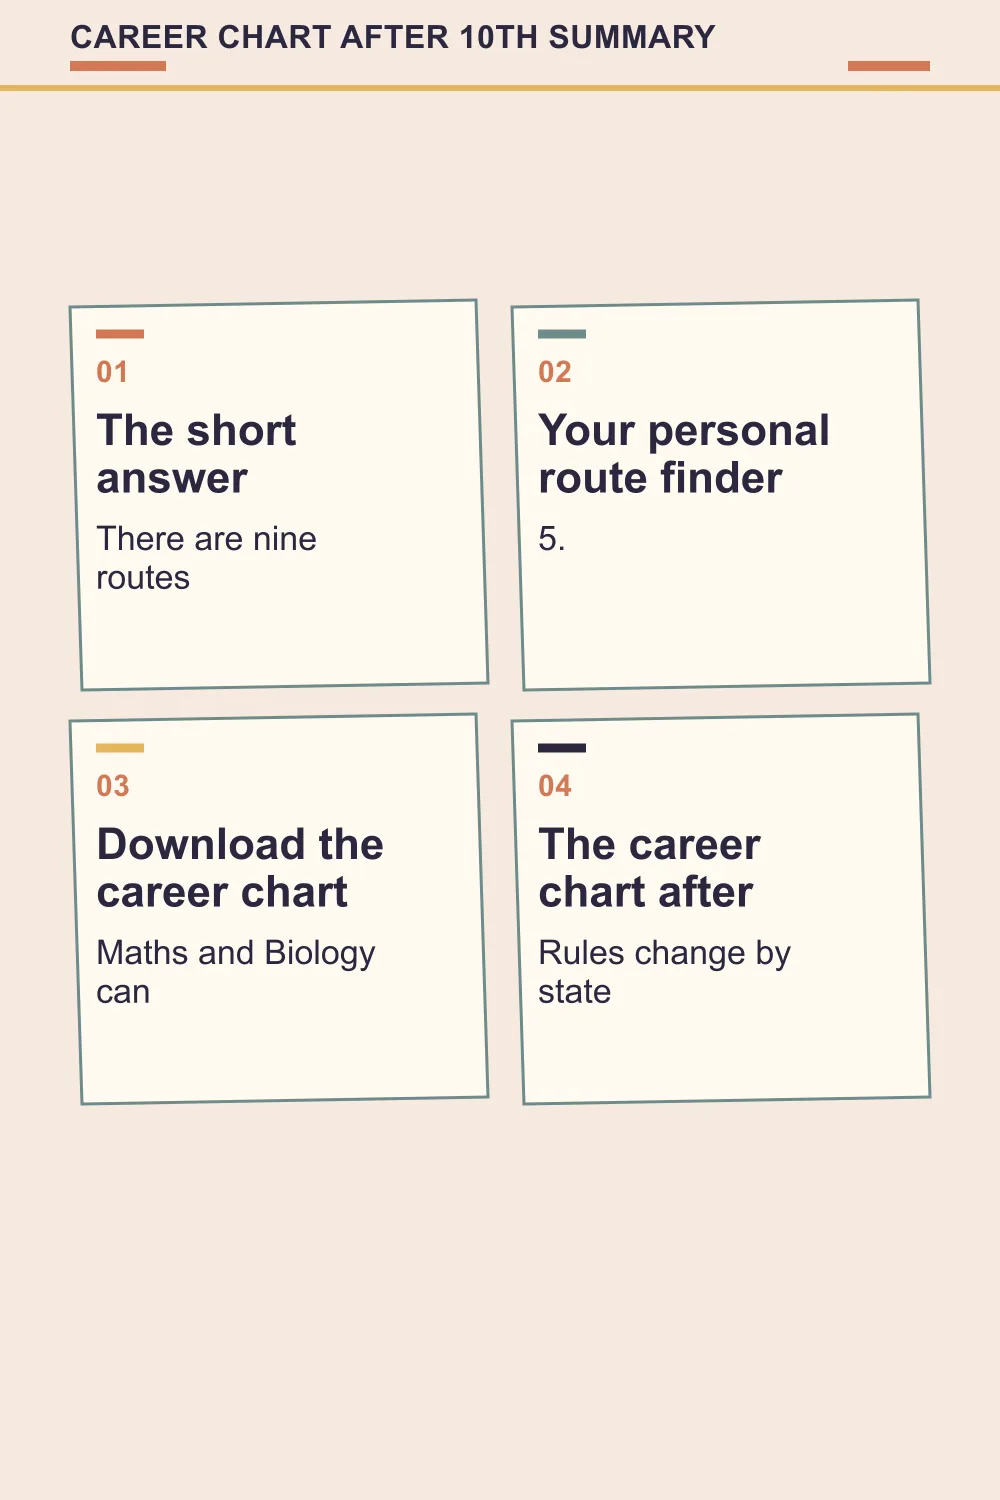 CAREER CHART AFTER 10TH SUMMARY
01
The short
answer
There are nine
routes
02
Your personal
route finder
5.
03
Download the
career chart
Maths and Biology
can
04
The career
chart after
Rules change by
state